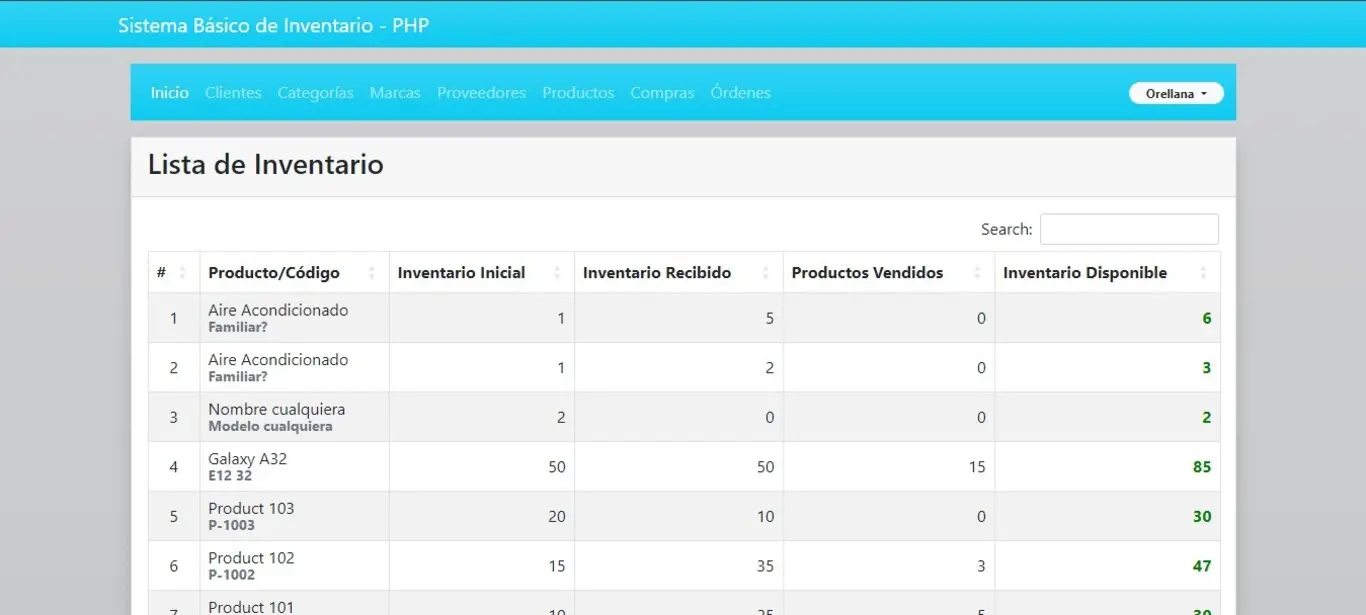 Sistema Básico de Inventario - PHP
Inicio Clientes Categorías Marcas Proveedores Productos Compras Órdenes Orellana
Lista de Inventario
Search:
# Producto/Código Inventario Inicial Inventario Recibido Productos Vendidos Inventario Disponible
1 Aire Acondicionado 1 5 0 6
Familiar?
2 Aire Acondicionado 1 2 0 3
Familiar?
3 Nombre cualquiera 2 0 0 2
Modelo cualquiera
4 Galaxy A32 50 50 15 85
E12 32
5 Product 103 20 10 0 30
P-1003
6 Product 102 15 35 3 47
P-1002
7 Product 101 10 25 5 30